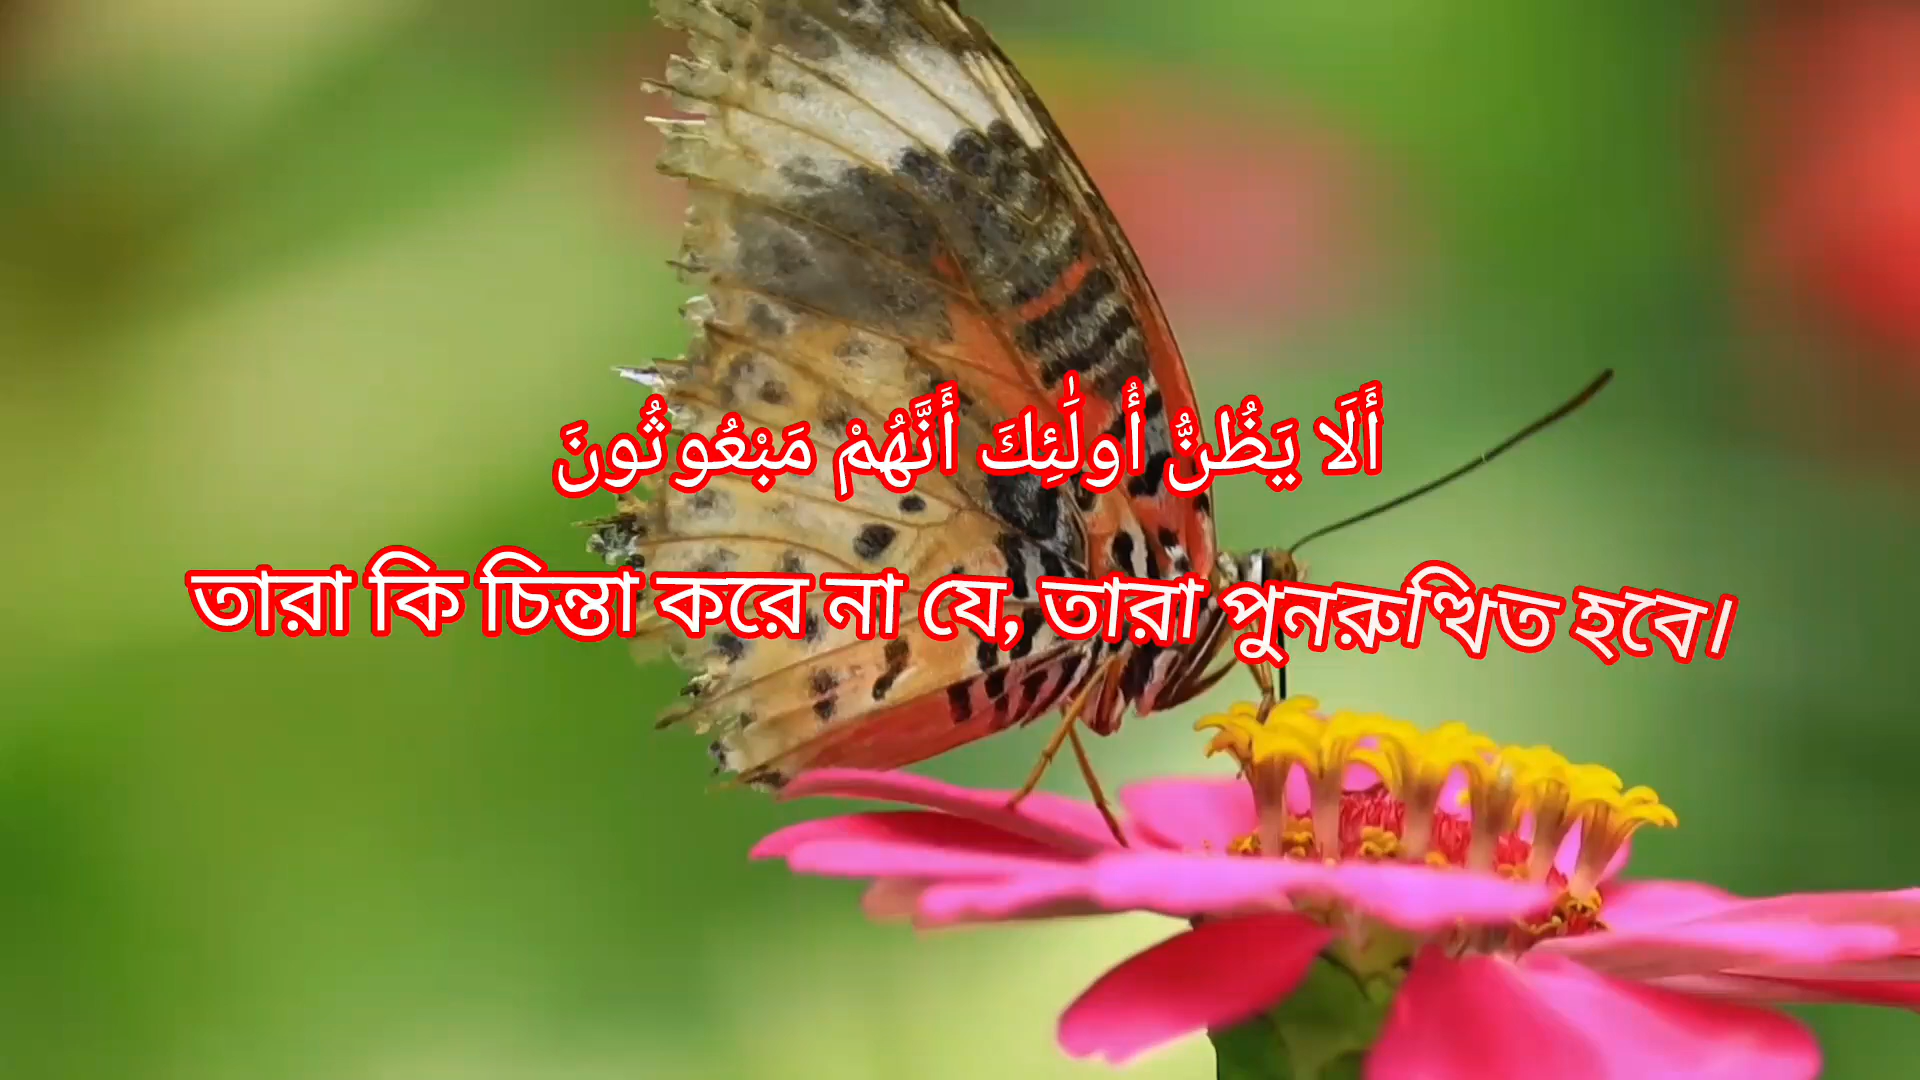 أَلَا يَظُنُّ أُولَٰئِكَ أَنَّهُمْ مَبْعُوثُونَ
তারা কি চিন্তা করে না যে, তারা পুনরুত্থিত হবে।